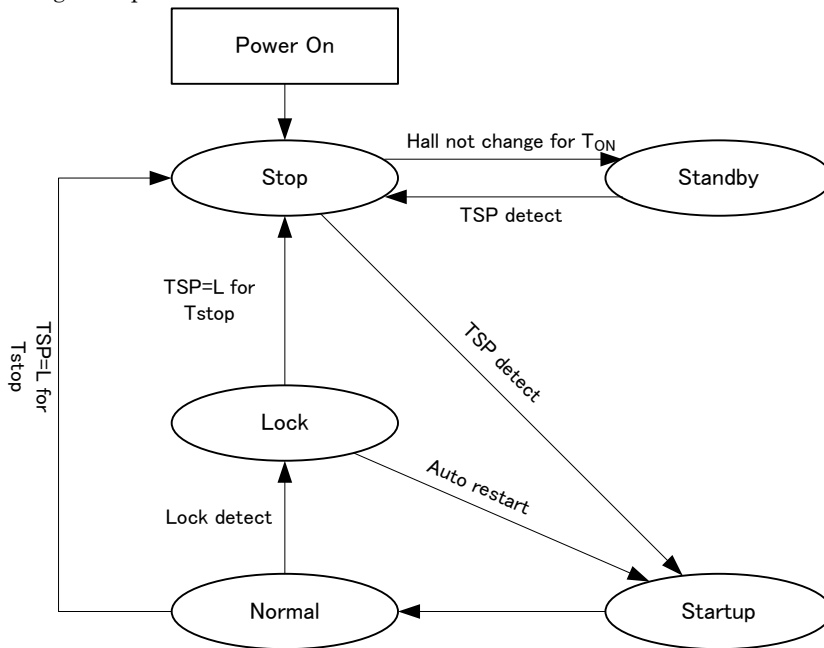 Power On
Hall not change for TON
Stop
Standby
TSP detect
TSP=L for
Tstop
TSP=L for
Tstop
TSP detect
Lock
Auto restart
Lock detect
Normal
Startup